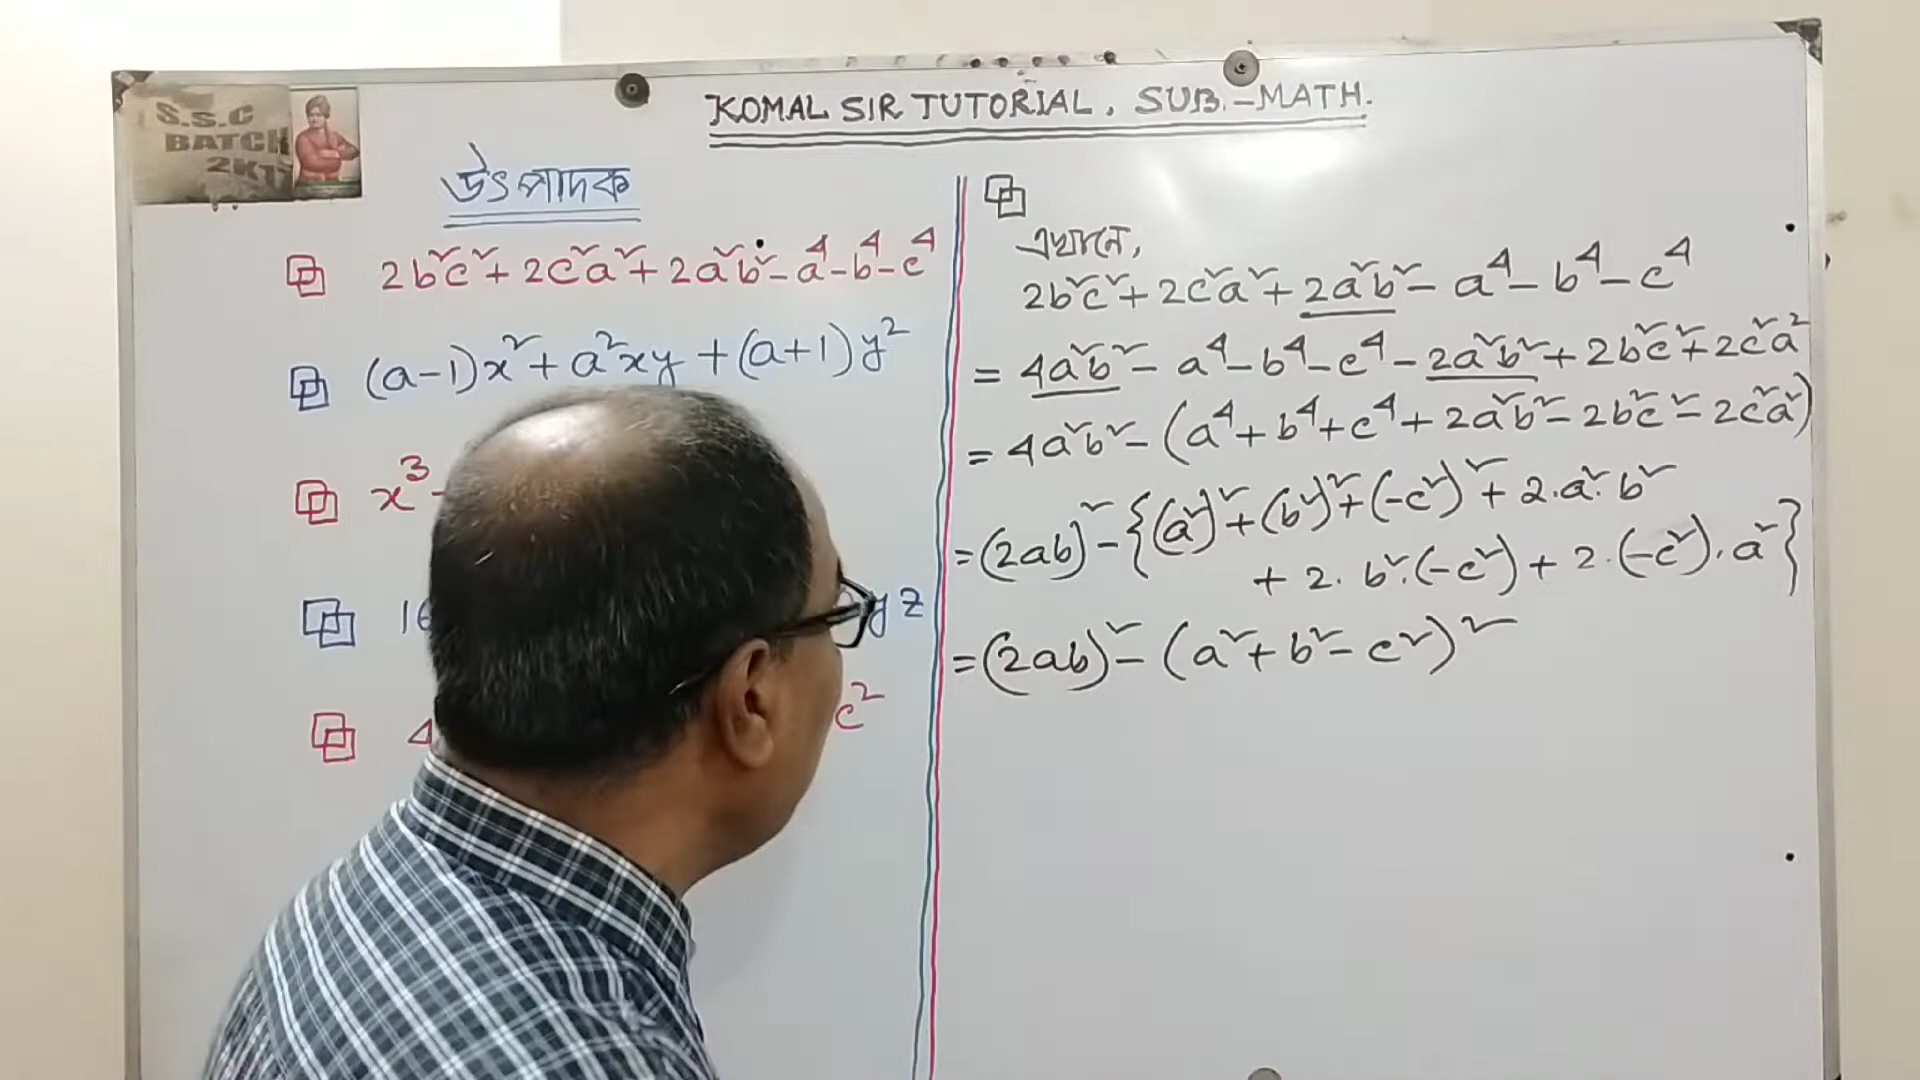 S.S.C
BATCH
KOMAL SIR TUTORIAL, SUB.-MATH.
উৎপাদক
2b²c²+2c²a²+2a²b²-a⁴-b⁴-c⁴
(a-1)x²+a²xy+(a+1)y²
x³-
yz
4
c²
এখানে,
2b²c²+2c²a²+2a²b²-a⁴-b⁴-c⁴
=4a²b²-a⁴-b⁴-c⁴-2a²b²+2b²c²+2c²a²
=4a²b²-(a⁴+b⁴+c⁴+2a²b²-2b²c²-2c²a²)
=(2ab)²-{(a²)²+(b²)²+(-c²)²+2.a².b²
+2.b².(-c²)+2.(-c²).a²}
=(2ab)²-(a²+b²-c²)²